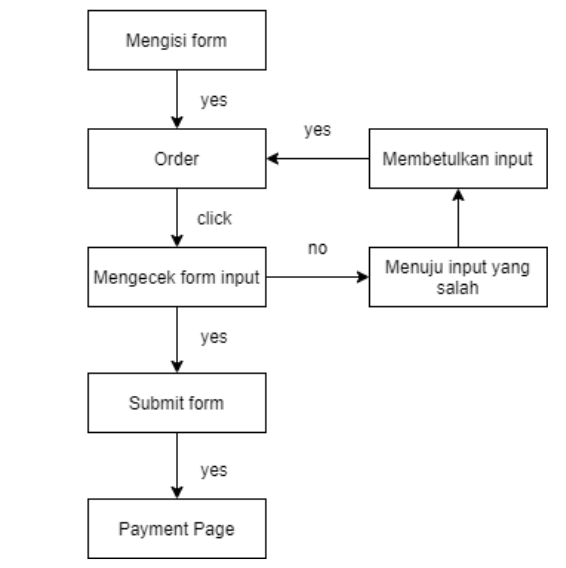 Mengisi form
yes
yes
Order
Membetulkan input
click
no
Mengecek form input
Menuju input yang
salah
yes
Submit form
yes
Payment Page